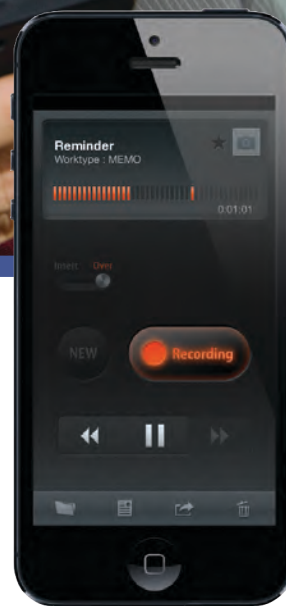 Reminder
Worktype : MEMO
0:01:01
Insert Over
NEW Recording